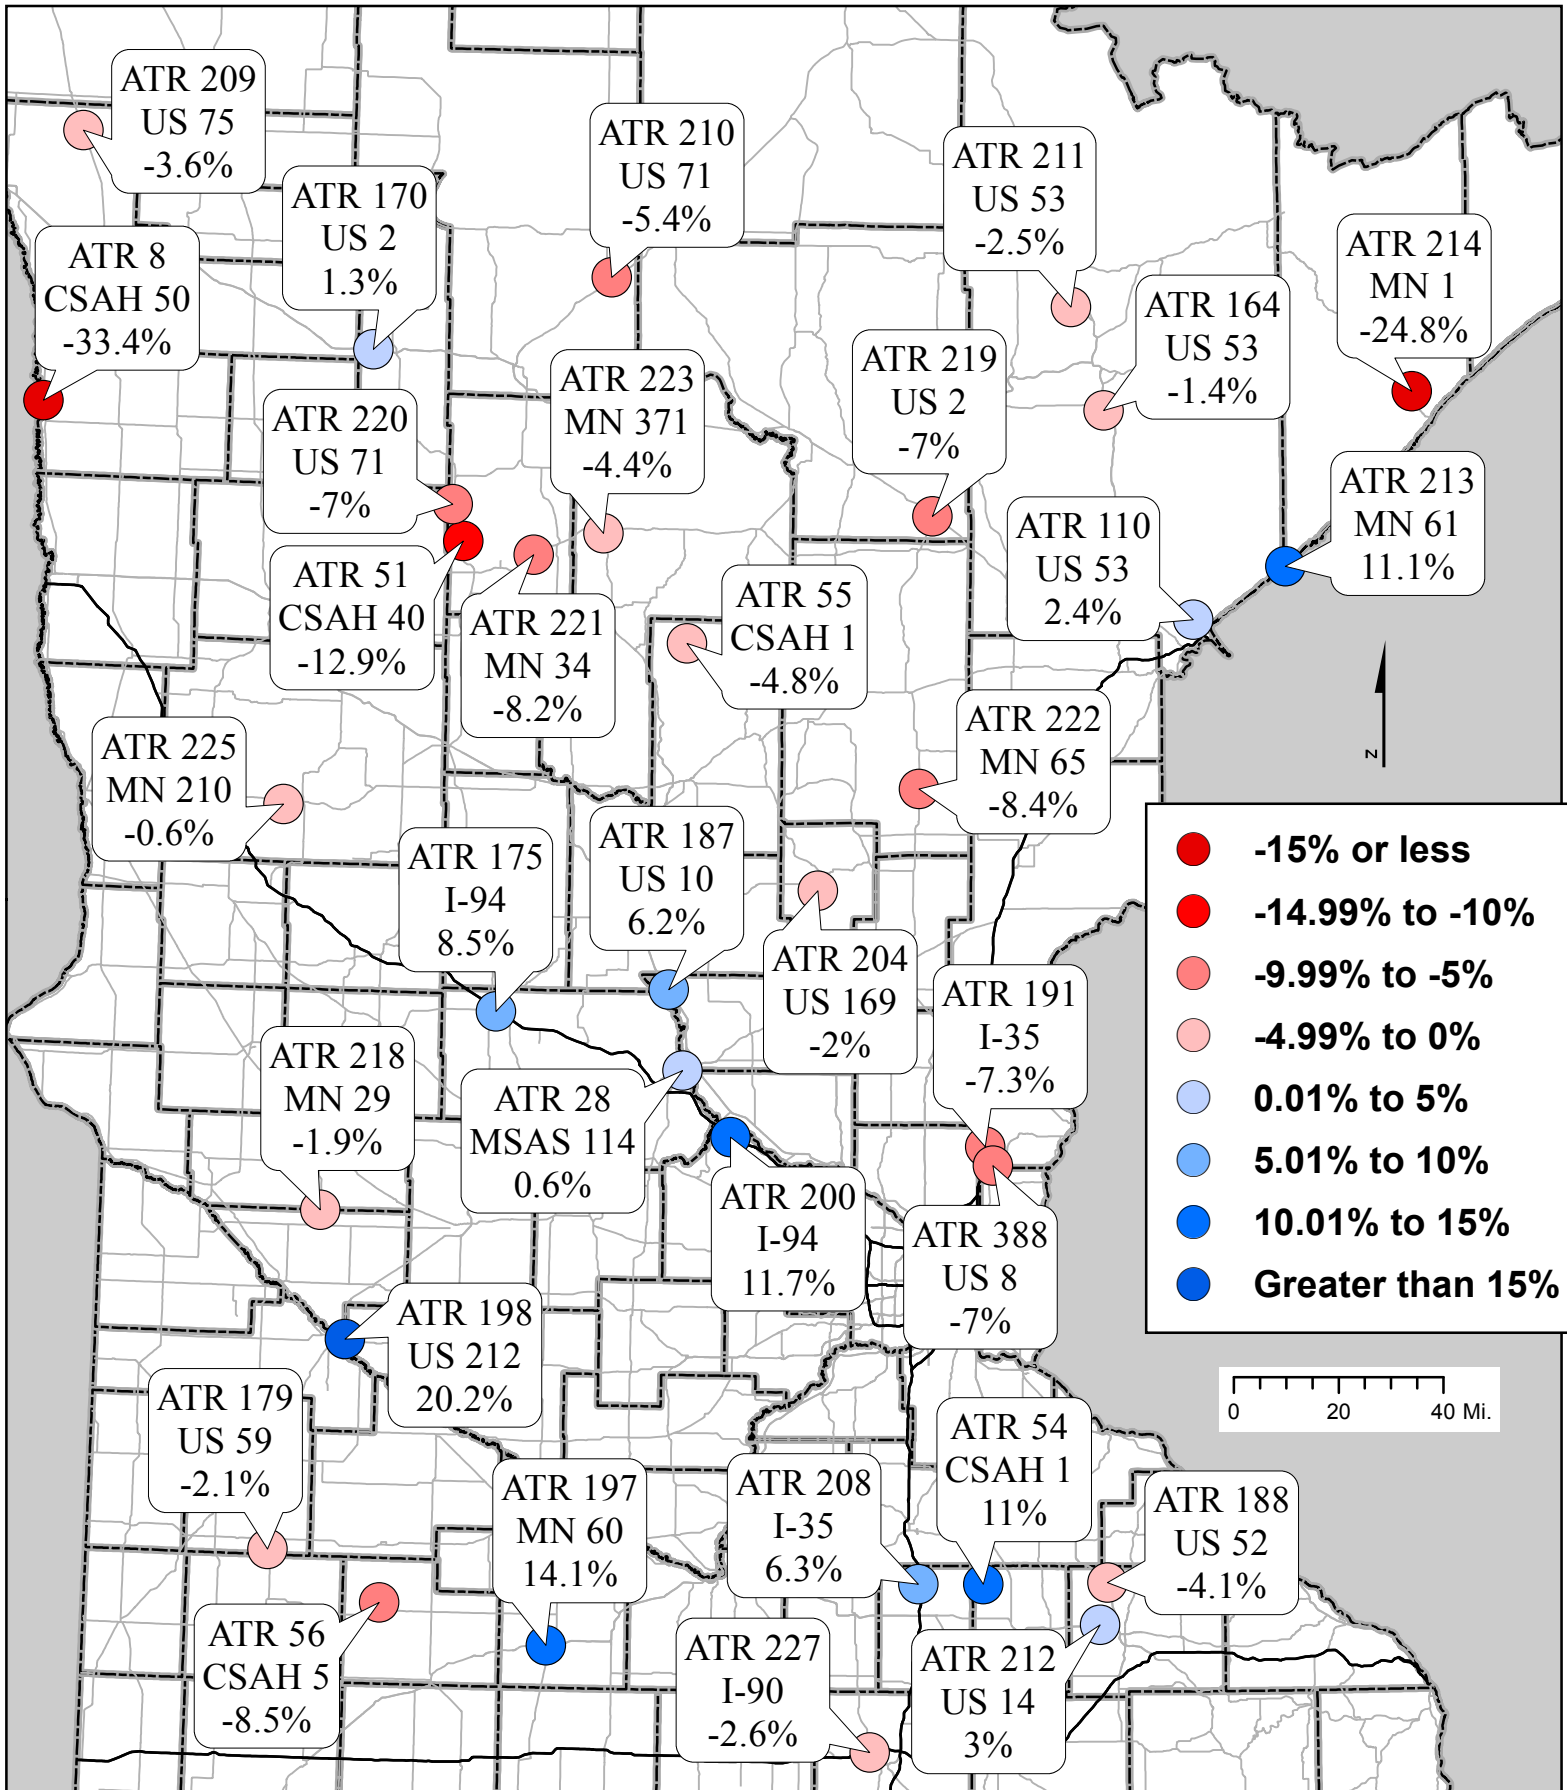 ATR 209
US 75
-3.6%
ATR 210
US 71
-5.4%
ATR 211
US 53
-2.5%
ATR 170
US 2
1.3%
ATR 214
MN 1
-24.8%
ATR 8
CSAH 50
-33.4%
ATR 164
US 53
-1.4%
ATR 219
US 2
-7%
ATR 223
MN 371
-4.4%
ATR 220
US 71
-7%
ATR 213
MN 61
11.1%
ATR 110
US 53
2.4%
ATR 51
CSAH 40
-12.9%
ATR 55
CSAH 1
-4.8%
ATR 221
MN 34
-8.2%
ATR 222
MN 65
-8.4%
ATR 225
MN 210
-0.6%
N
ATR 187
US 10
6.2%
ATR 175
I-94
8.5%
ATR 204
US 169
-2%
ATR 191
I-35
-7.3%
ATR 218
MN 29
-1.9%
ATR 28
MSAS 114
0.6%
ATR 200
I-94
11.7%
ATR 388
US 8
-7%
-15% or less
-14.99% to -10%
-9.99% to -5%
-4.99% to 0%
0.01% to 5%
5.01% to 10%
10.01% to 15%
Greater than 15%
0 20 40 Mi.
ATR 198
US 212
20.2%
ATR 179
US 59
-2.1%
ATR 54
CSAH 1
11%
ATR 197
MN 60
14.1%
ATR 208
I-35
6.3%
ATR 188
US 52
-4.1%
ATR 56
CSAH 5
-8.5%
ATR 227
I-90
-2.6%
ATR 212
US 14
3%